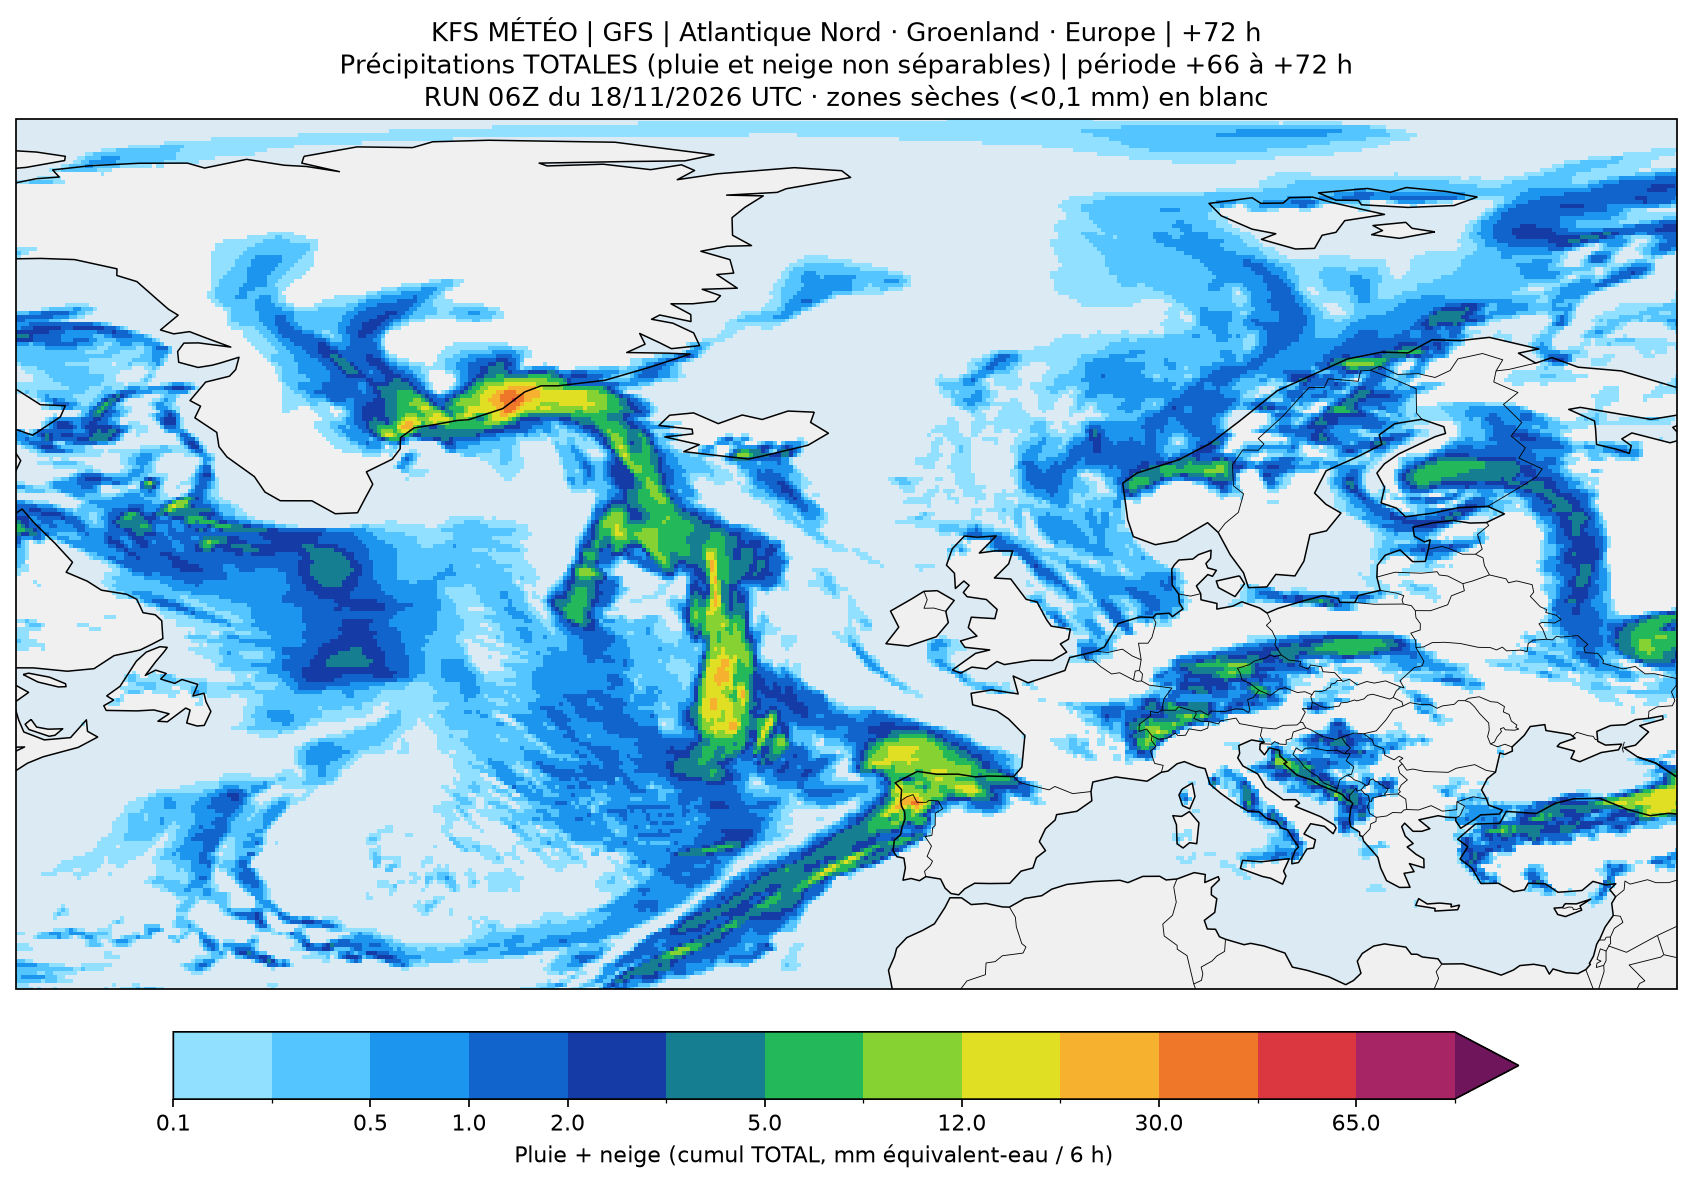 KFS MÉTÉO | GFS | Atlantique Nord · Groenland · Europe | +72 h
Précipitations TOTALES (pluie et neige non séparables) | période +66 à +72 h
RUN 06Z du 18/11/2026 UTC · zones sèches (<0,1 mm) en blanc
0.1 0.5 1.0 2.0 5.0 12.0 30.0 65.0
Pluie + neige (cumul TOTAL, mm équivalent-eau / 6 h)